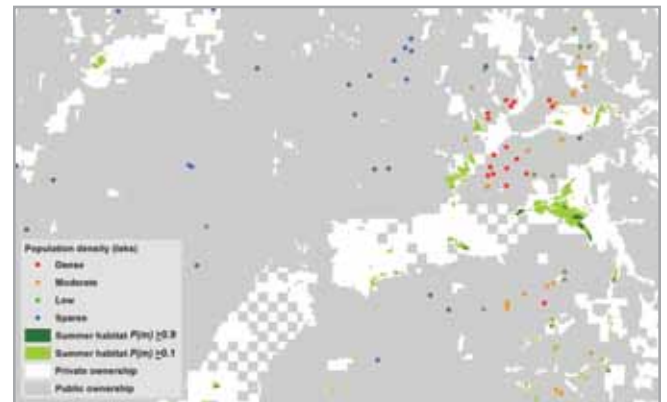 Population density (leks)
Dense
Moderate
Low
Sparse
Summer habitat P(m) ≥0.9
Summer habitat P(m) ≥0.1
Private ownership
Public ownership